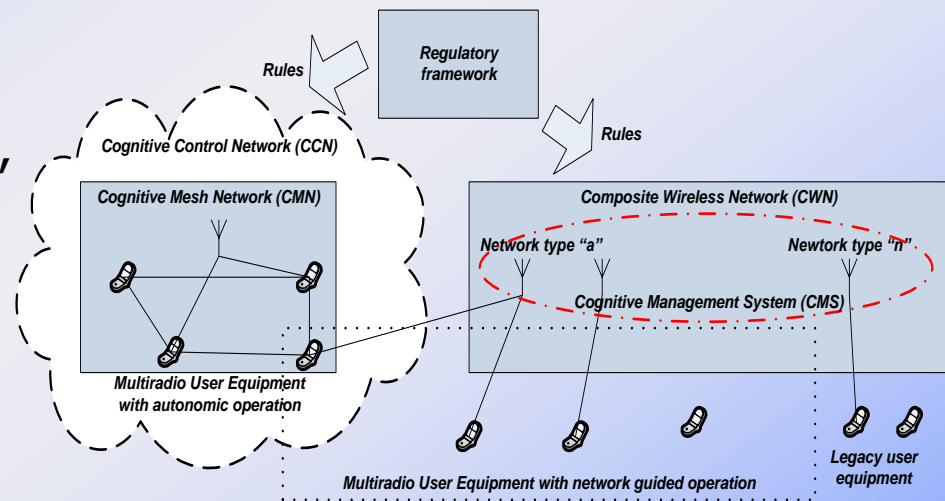 Regulatory
framework
Rules
Rules
,
Cognitive Control Network (CCN)
Cognitive Mesh Network (CMN)
Multiradio User Equipment
with autonomic operation
Composite Wireless Network (CWN)
Network type “a”
Newtork type “n”
Cognitive Management System (CMS)
Legacy user
equipment
Multiradio User Equipment with network guided operation